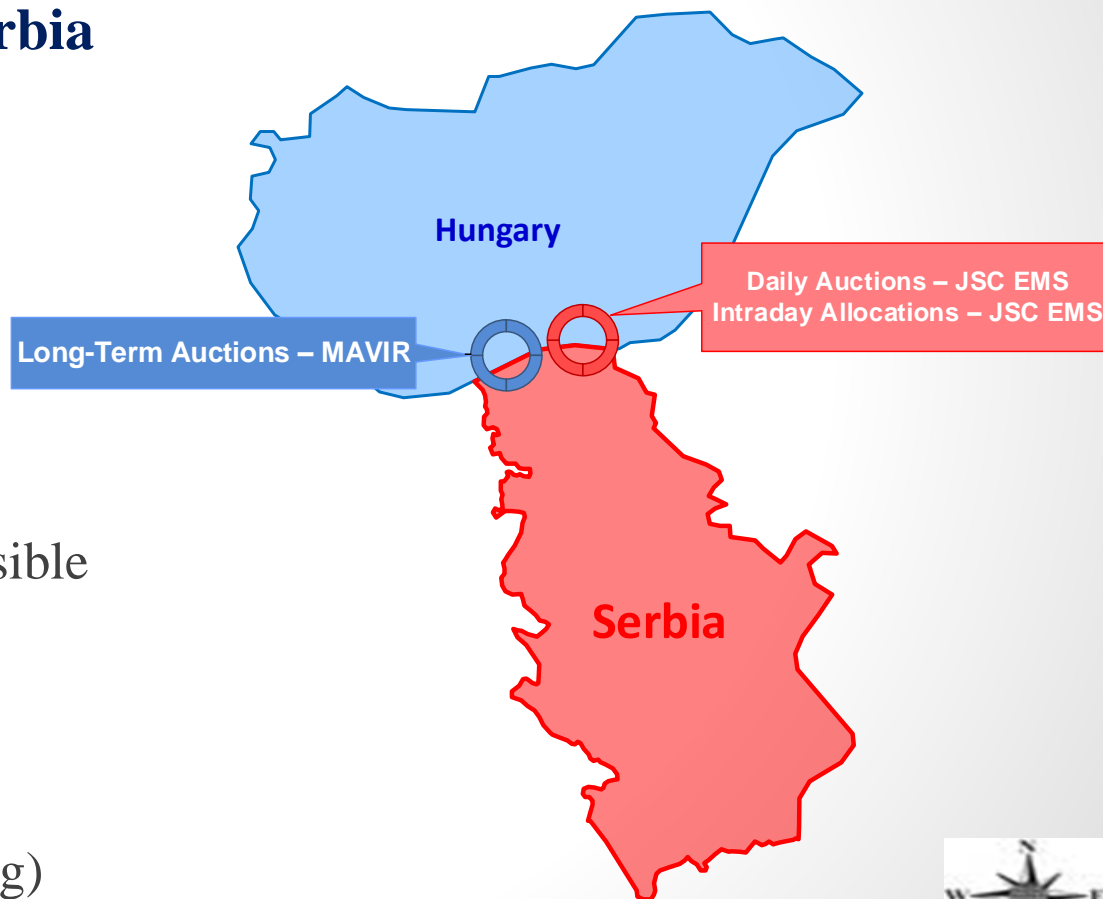 rbia
Hungary
Daily Auctions – JSC EMS
Intraday Allocations – JSC EMS
Long-Term Auctions – MAVIR
sible
Serbia
g)
N
W
E